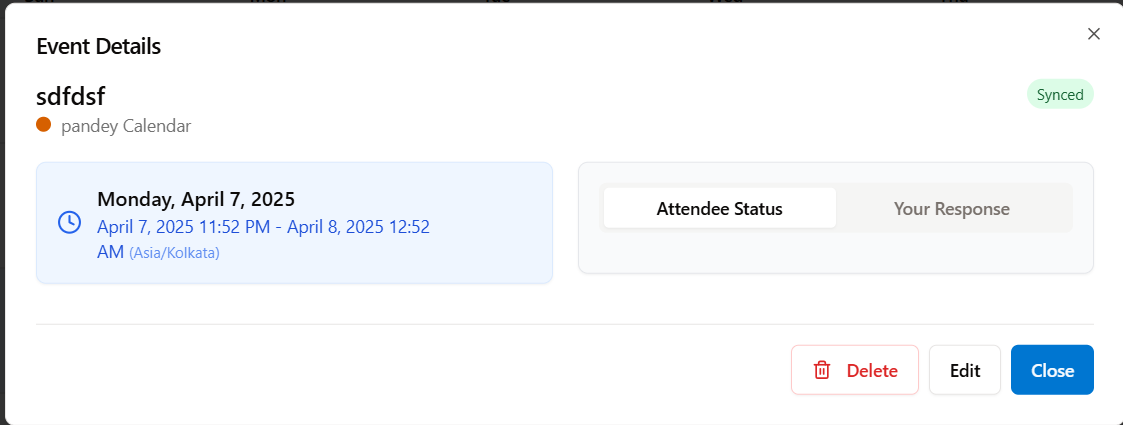 Event Details
sdfdsf
Synced
pandey Calendar
Monday, April 7, 2025
April 7, 2025 11:52 PM - April 8, 2025 12:52
AM (Asia/Kolkata)
Attendee Status
Your Response
Delete
Edit
Close